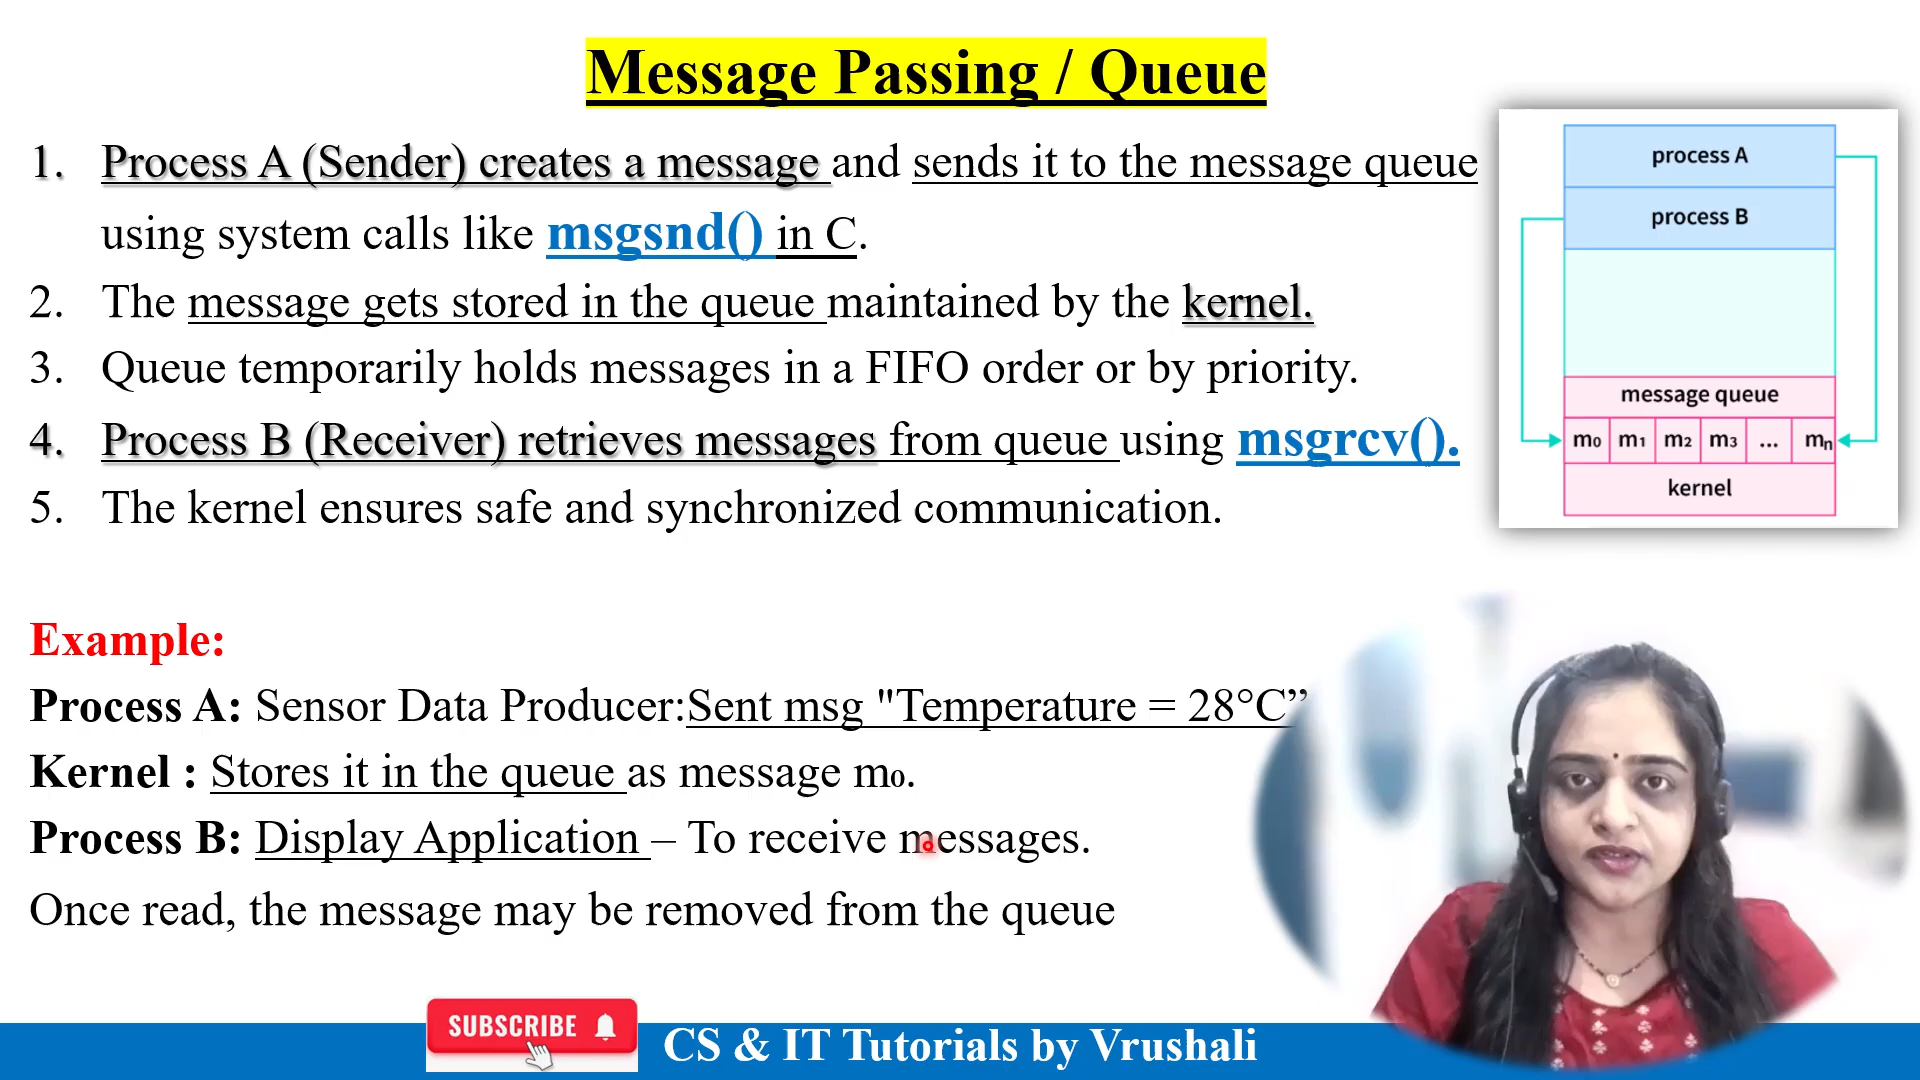 Message Passing / Queue
1. Process A (Sender) creates a message and sends it to the message queue
using system calls like msgsnd() in C.
2. The message gets stored in the queue maintained by the kernel.
3. Queue temporarily holds messages in a FIFO order or by priority.
4. Process B (Receiver) retrieves messages from queue using msgrcv().
5. The kernel ensures safe and synchronized communication.
process A
process B
message queue
m₀ m₁ m₂ m₃ ... mₙ
kernel
Example:
Process A: Sensor Data Producer:Sent msg "Temperature = 28°C”
Kernel : Stores it in the queue as message m₀.
Process B: Display Application – To receive messages.
Once read, the message may be removed from the queue
SUBSCRIBE
CS & IT Tutorials by Vrushali